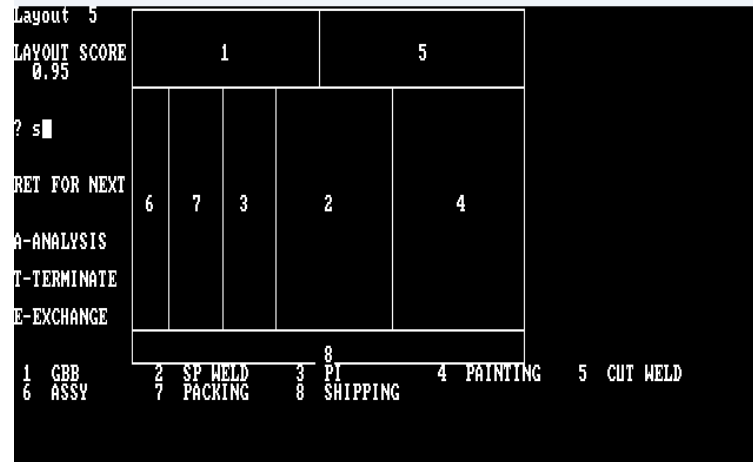 Layout 5
LAYOUT SCORE
0.95
1 5
? s
RET FOR NEXT
6 7 3 2 4
A-ANALYSIS
T-TERMINATE
E-EXCHANGE
8
1 GBB 2 SP WELD 3 PI 4 PAINTING 5 CUT WELD
6 ASSY 7 PACKING 8 SHIPPING